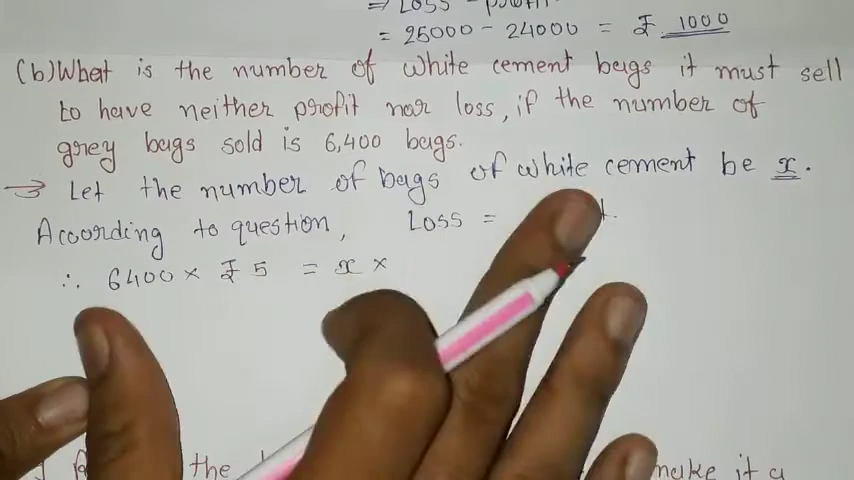 ⇒ Loss - profit
= 25000 - 24000 = ₹ 1000
(b) What is the number of white cement bags it must sell
to have neither profit nor loss, if the number of
grey bags sold is 6,400 bags.
→ Let the number of bags of white cement be x.
According to question, Loss =
∴ 6400 × ₹ 5 = x ×
the
make it a